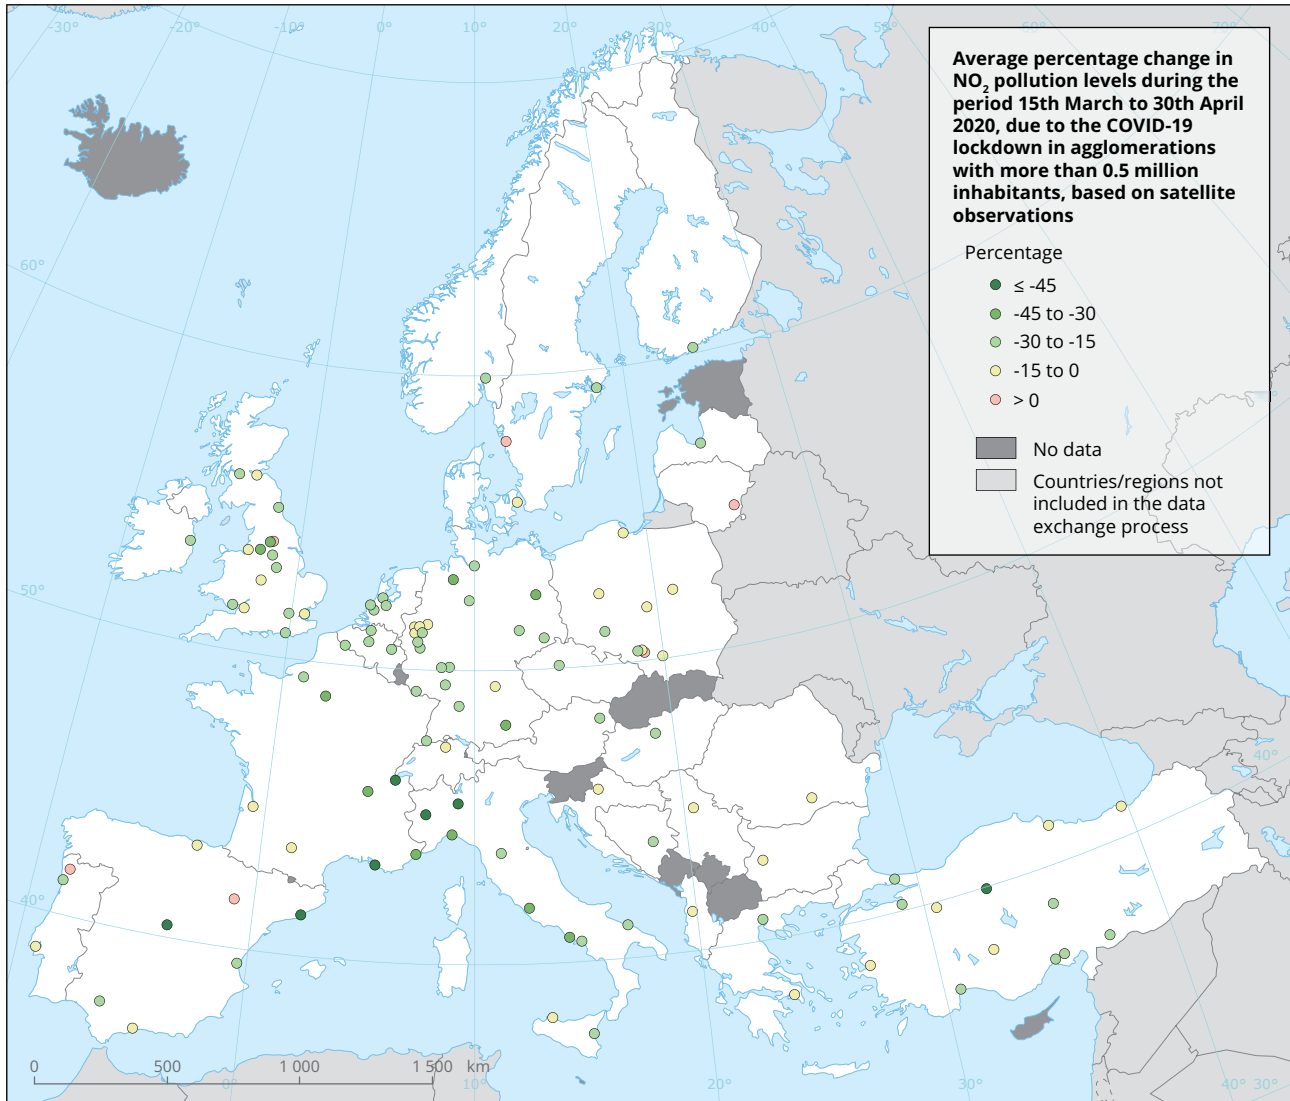 -30°
-10°
0°
10°
20°
30°
50°
60°
70°
Average percentage change in
NO₂ pollution levels during the
period 15th March to 30th April
2020, due to the COVID-19
lockdown in agglomerations
with more than 0.5 million
inhabitants, based on satellite
observations
Percentage
≤ -45
-45 to -30
-30 to -15
-15 to 0
> 0
No data
Countries/regions not
included in the data
exchange process
60°
50°
40°
40°
0 500 1 000 1 500 km
0°
10°
20°
30°
40° 30°